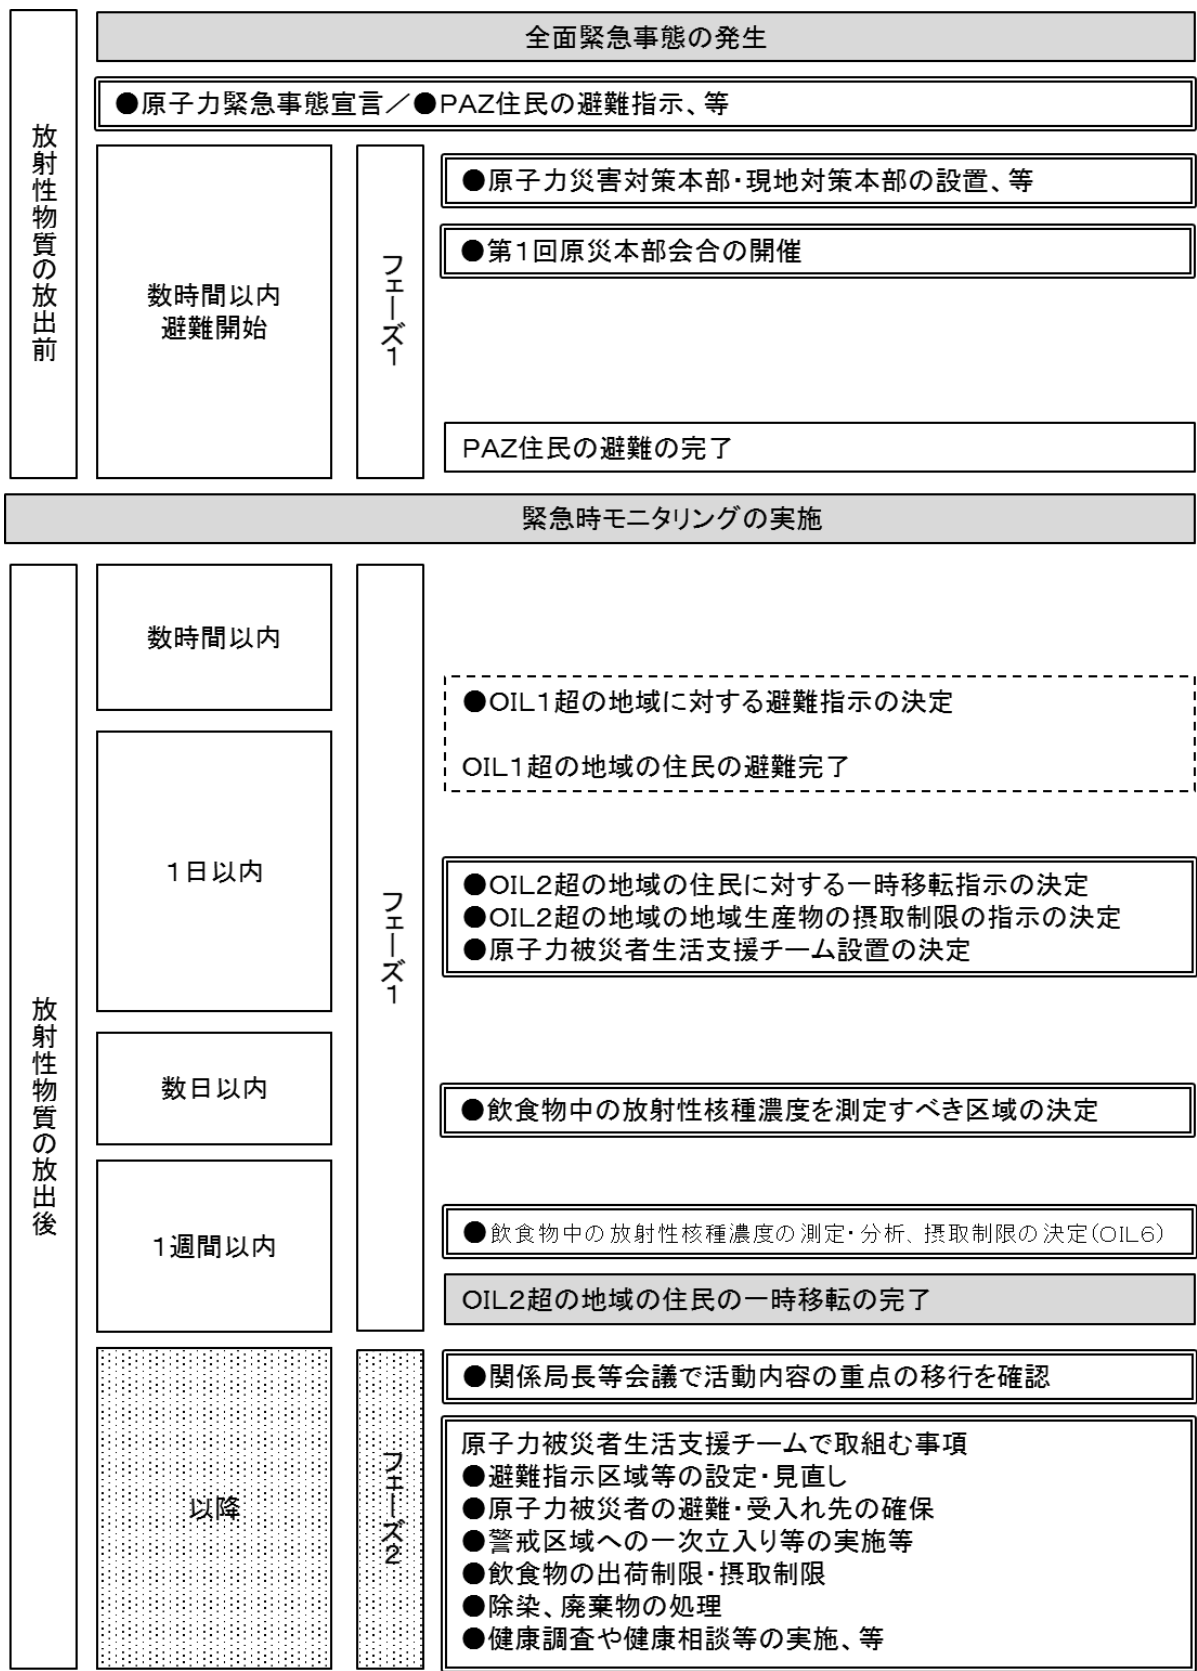 全面緊急事態の発生
放射性物質の放出前
●原子力緊急事態宣言／●PAZ住民の避難指示、等
数時間以内
避難開始
フェーズ1
●原子力災害対策本部・現地対策本部の設置、等
●第1回原災本部会合の開催
PAZ住民の避難の完了
緊急時モニタリングの実施
放射性物質の放出後
数時間以内
フェーズ1
●OIL1超の地域に対する避難指示の決定
OIL1超の地域の住民の避難完了
1日以内
●OIL2超の地域の住民に対する一時移転指示の決定
●OIL2超の地域の地域生産物の摂取制限の指示の決定
●原子力被災者生活支援チーム設置の決定
数日以内
●飲食物中の放射性核種濃度を測定すべき区域の決定
1週間以内
●飲食物中の放射性核種濃度の測定・分析、摂取制限の決定(OIL6)
OIL2超の地域の住民の一時移転の完了
以降
フェーズ2
●関係局長等会議で活動内容の重点の移行を確認
原子力被災者生活支援チームで取組む事項
●避難指示区域等の設定・見直し
●原子力被災者の避難・受入れ先の確保
●警戒区域への一次立入り等の実施等
●飲食物の出荷制限・摂取制限
●除染、廃棄物の処理
●健康調査や健康相談等の実施、等